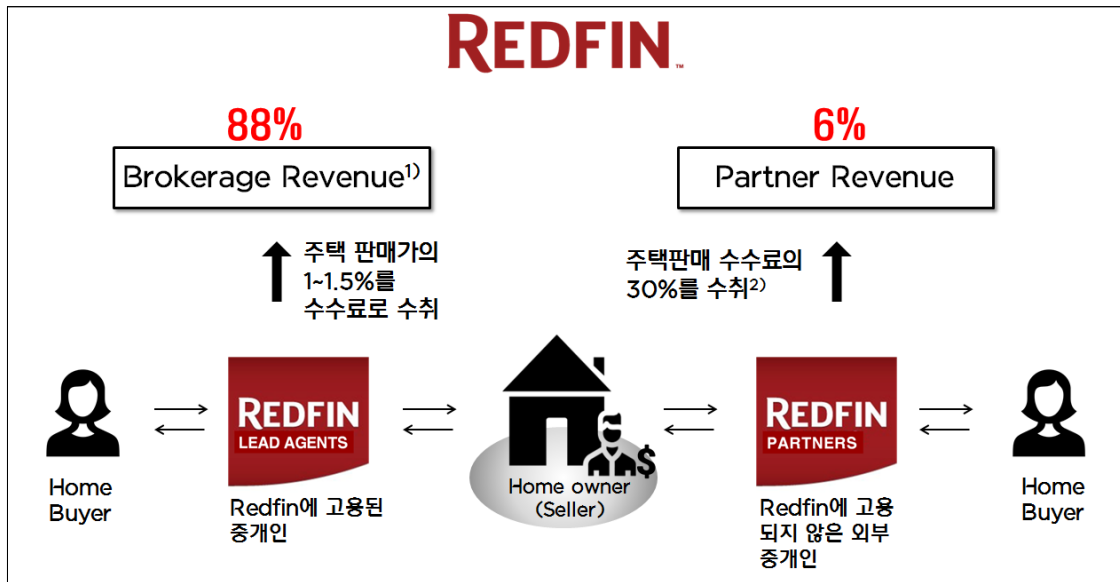 REDFIN™
88%
Brokerage Revenue¹⁾
6%
Partner Revenue
주택 판매가의
1~1.5%를
수수료로 수취
주택판매 수수료의
30%를 수취²⁾
Home
Buyer
REDFIN
LEAD AGENTS
Redfin에 고용된
중개인
$
Home owner
(Seller)
REDFIN
PARTNERS
Redfin에 고용
되지 않은 외부
중개인
Home
Buyer